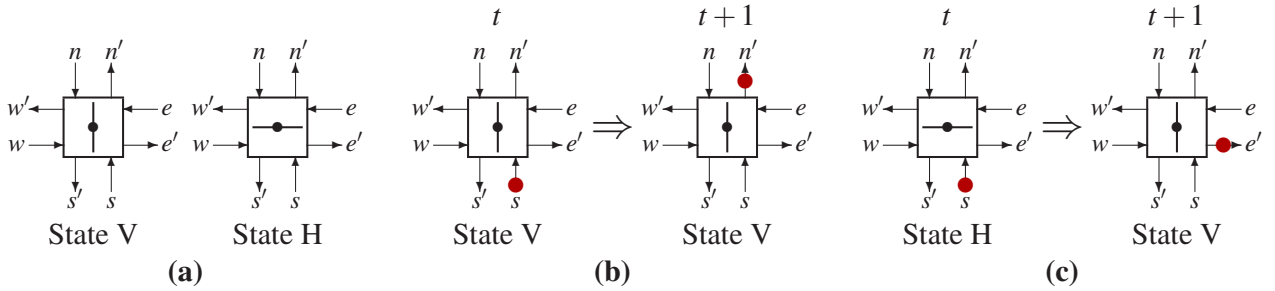 t t + 1 t t + 1
n n′ n n′ n n′ n n′ n n′ n n′
w′ e w′ e w′ e w′ e w′ e w′ e
⇒ ⇒
w e′ w e′ w e′ w e′ w e′ w e′
s′ s s′ s s′ s s′ s s′ s s′ s
State V State H State V State V State H State V
(a) (b) (c)